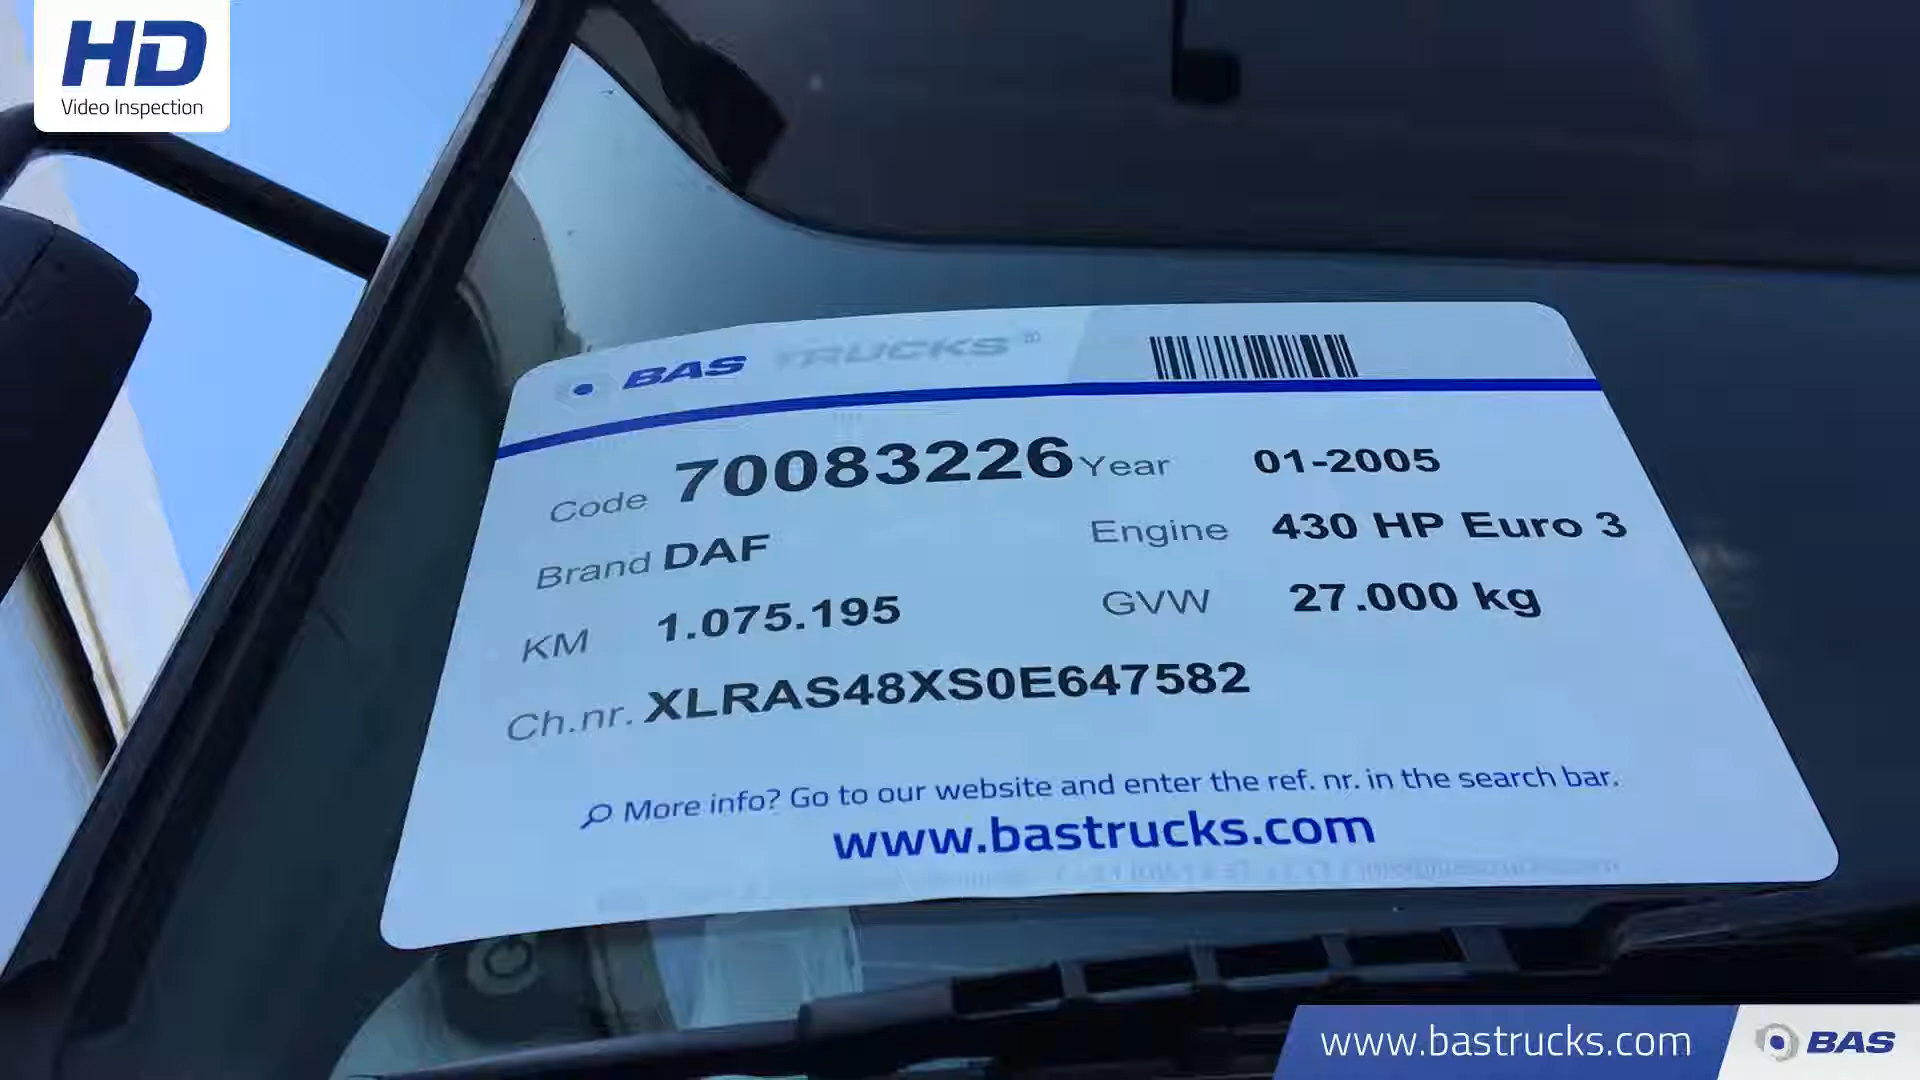 HD
Video Inspection
BAS TRUCKS®
Code 70083226 Year 01-2005
Brand DAF Engine 430 HP Euro 3
KM 1.075.195 GVW 27.000 kg
Ch.nr. XLRAS48XS0E647582
More info? Go to our website and enter the ref. nr. in the search bar.
www.bastrucks.com
www.bastrucks.com BAS